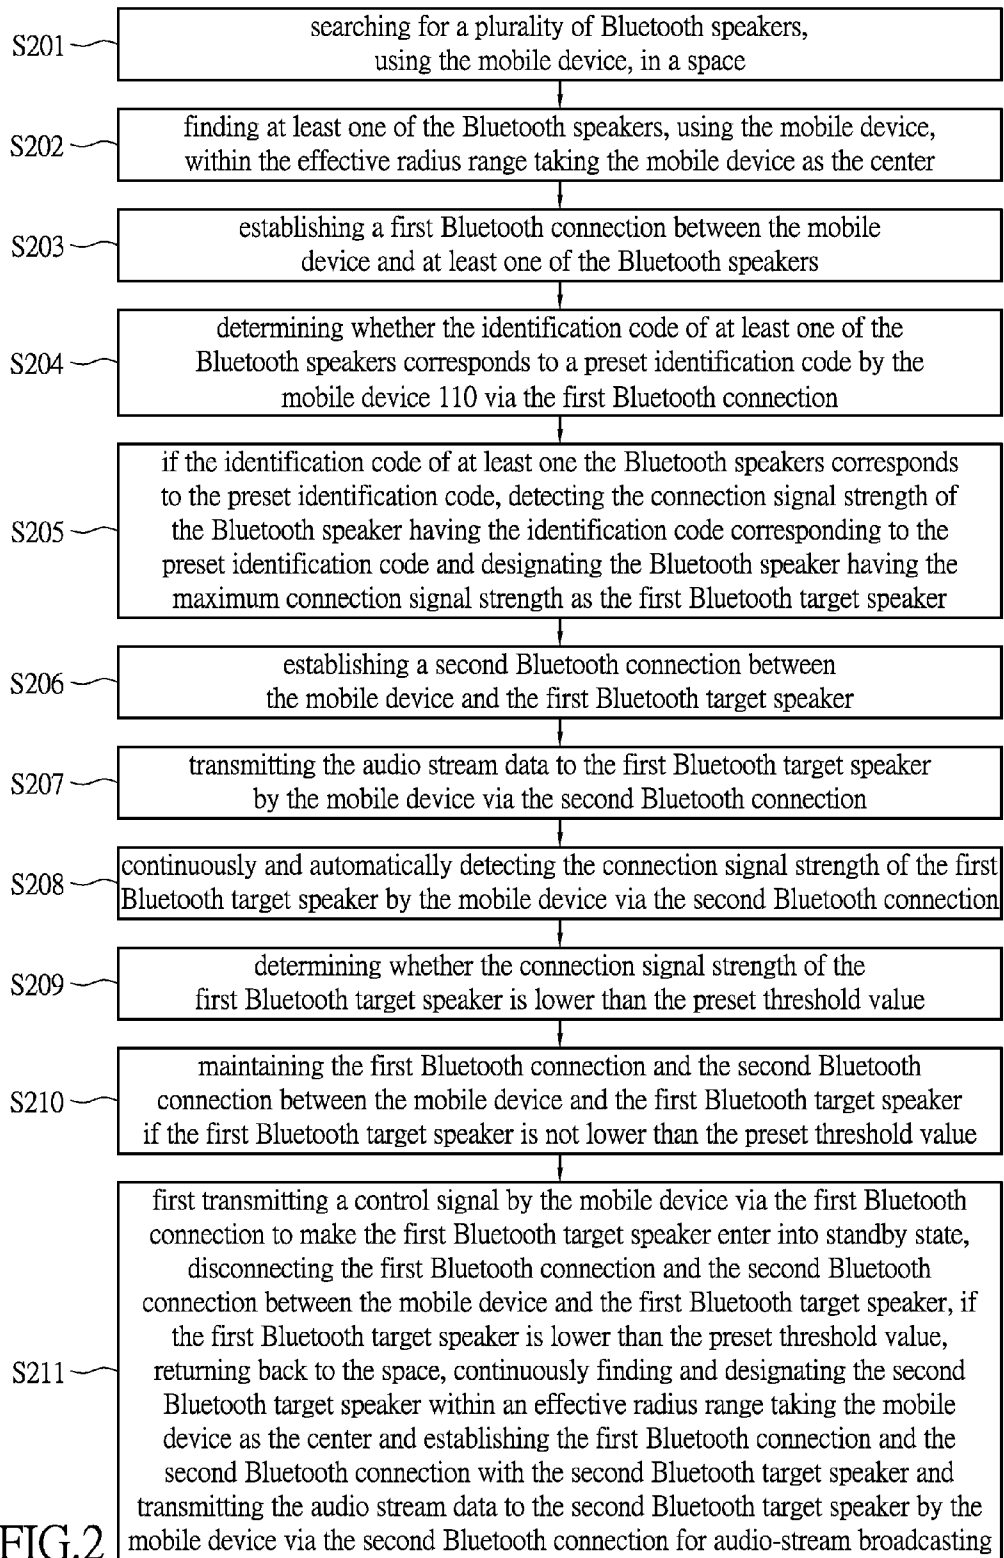 S201
searching for a plurality of Bluetooth speakers,
using the mobile device, in a space
S202
finding at least one of the Bluetooth speakers, using the mobile device,
within the effective radius range taking the mobile device as the center
S203
establishing a first Bluetooth connection between the mobile
device and at least one of the Bluetooth speakers
S204
determining whether the identification code of at least one of the
Bluetooth speakers corresponds to a preset identification code by the
mobile device 110 via the first Bluetooth connection
S205
if the identification code of at least one the Bluetooth speakers corresponds
to the preset identification code, detecting the connection signal strength of
the Bluetooth speaker having the identification code corresponding to the
preset identification code and designating the Bluetooth speaker having the
maximum connection signal strength as the first Bluetooth target speaker
S206
establishing a second Bluetooth connection between
the mobile device and the first Bluetooth target speaker
S207
transmitting the audio stream data to the first Bluetooth target speaker
by the mobile device via the second Bluetooth connection
S208
continuously and automatically detecting the connection signal strength of the first
Bluetooth target speaker by the mobile device via the second Bluetooth connection
S209
determining whether the connection signal strength of the
first Bluetooth target speaker is lower than the preset threshold value
S210
maintaining the first Bluetooth connection and the second Bluetooth
connection between the mobile device and the first Bluetooth target speaker
if the first Bluetooth target speaker is not lower than the preset threshold value
S211
first transmitting a control signal by the mobile device via the first Bluetooth
connection to make the first Bluetooth target speaker enter into standby state,
disconnecting the first Bluetooth connection and the second Bluetooth
connection between the mobile device and the first Bluetooth target speaker, if
the first Bluetooth target speaker is lower than the preset threshold value,
returning back to the space, continuously finding and designating the second
Bluetooth target speaker within an effective radius range taking the mobile
device as the center and establishing the first Bluetooth connection and the
second Bluetooth connection with the second Bluetooth target speaker and
transmitting the audio stream data to the second Bluetooth target speaker by the
mobile device via the second Bluetooth connection for audio-stream broadcasting
FIG.2